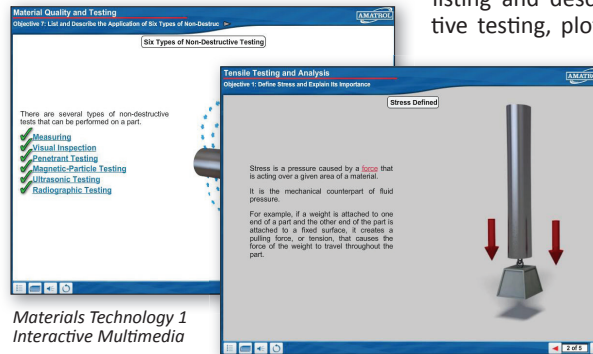 listing and desc
tive testing, plo
Material Quality and Testing
AMATROL
Objective 7: List and Describe the Application of Six Types of Non-Destruc
Six Types of Non-Destructive Testing
There are several types of non-destructive
tests that can be performed on a part.
Measuring
Visual Inspection
Penetrant Testing
Magnetic-Particle Testing
Ultrasonic Testing
Radiographic Testing
Tensile Testing and Analysis
AMATROL
Objective 1: Define Stress and Explain Its Importance
Stress Defined
Stress is a pressure caused by a force that
is acting over a given area of a material.
It is the mechanical counterpart of fluid
pressure.
For example, if a weight is attached to one
end of a part and the other end of the part is
attached to a fixed surface, it creates a
pulling force, or tension, that causes the
force of the weight to travel throughout the
part.
2 of 5
Materials Technology 1
Interactive Multimedia